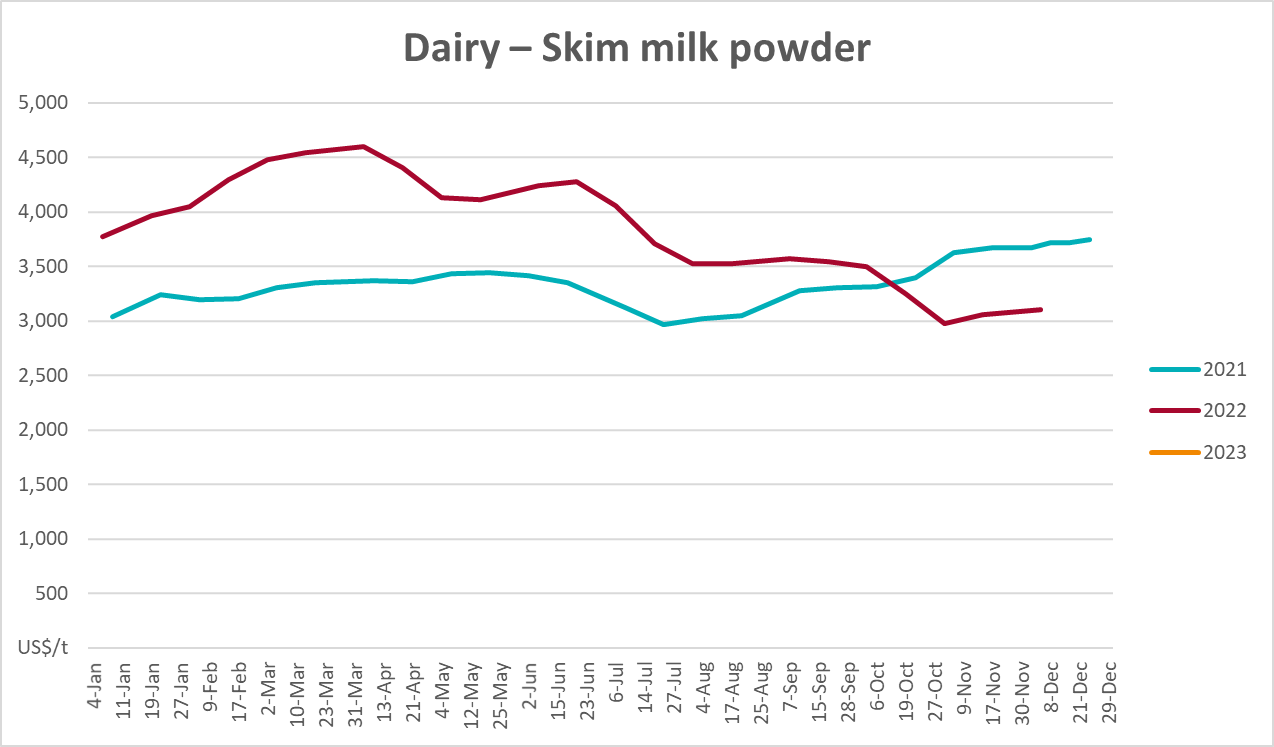 Dairy – Skim milk powder
5,000
4,500
4,000
3,500
3,000
2,500
2,000
1,500
1,000
500
US$/t
4-Jan
11-Jan
19-Jan
27-Jan
9-Feb
17-Feb
2-Mar
10-Mar
23-Mar
31-Mar
13-Apr
21-Apr
4-May
12-May
25-May
2-Jun
15-Jun
23-Jun
6-Jul
14-Jul
27-Jul
4-Aug
17-Aug
25-Aug
7-Sep
15-Sep
28-Sep
6-Oct
19-Oct
27-Oct
9-Nov
17-Nov
30-Nov
8-Dec
21-Dec
29-Dec
2021
2022
2023